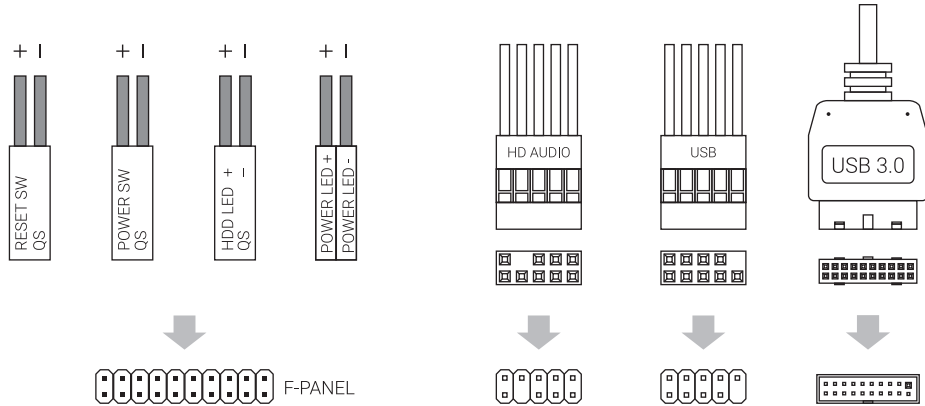 + −
+ −
+ −
+ −
RESET SW
QS
POWER SW
QS
HDD LED + −
QS
POWER LED +
POWER LED -
HD AUDIO
USB
USB 3.0
F-PANEL